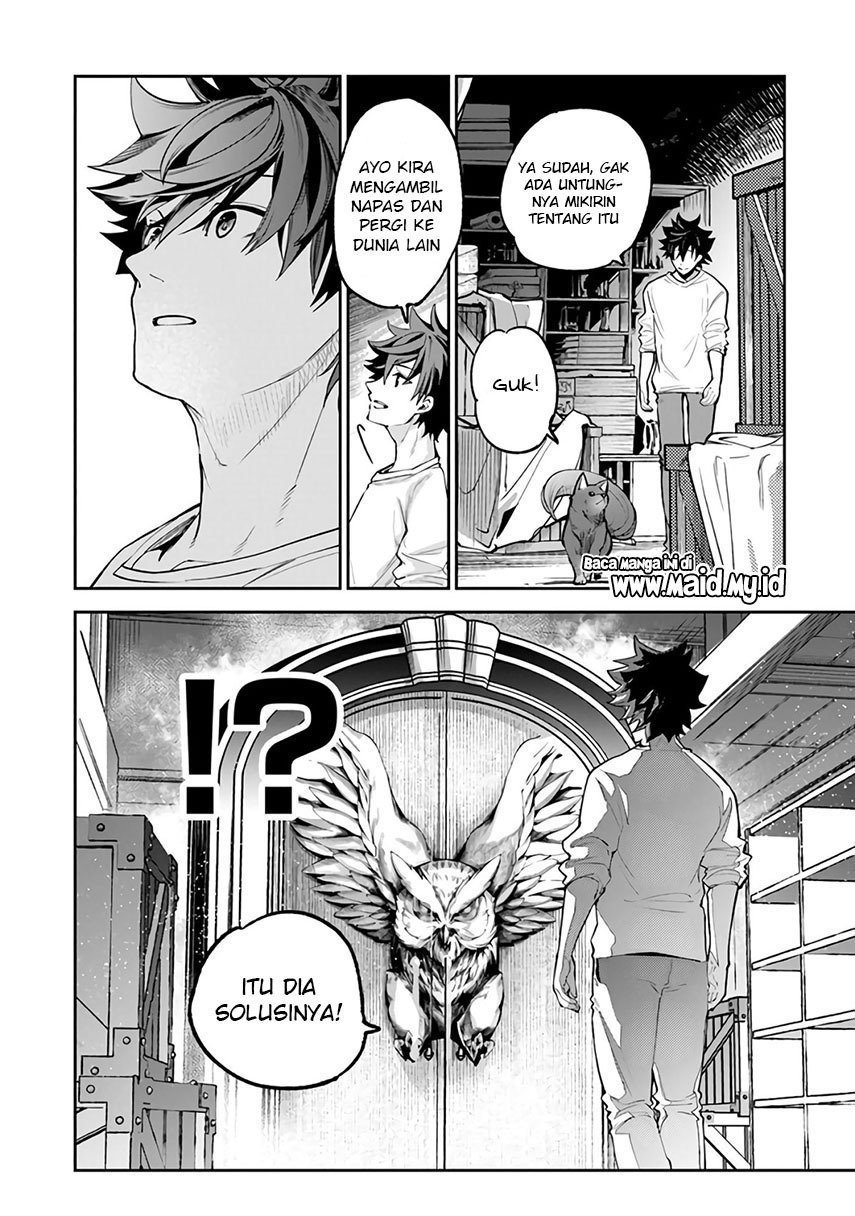 YA SUDAH, GAK
ADA UNTUNG-
NYA MIKIRIN
TENTANG ITU
GUK!
AYO KIRA
MENGAMBIL
NAPAS DAN
PERGI KE
DUNIA LAIN
Baca Manga ini di
www.Maid.My.id
!?
ITU DIA
SOLUSINYA!